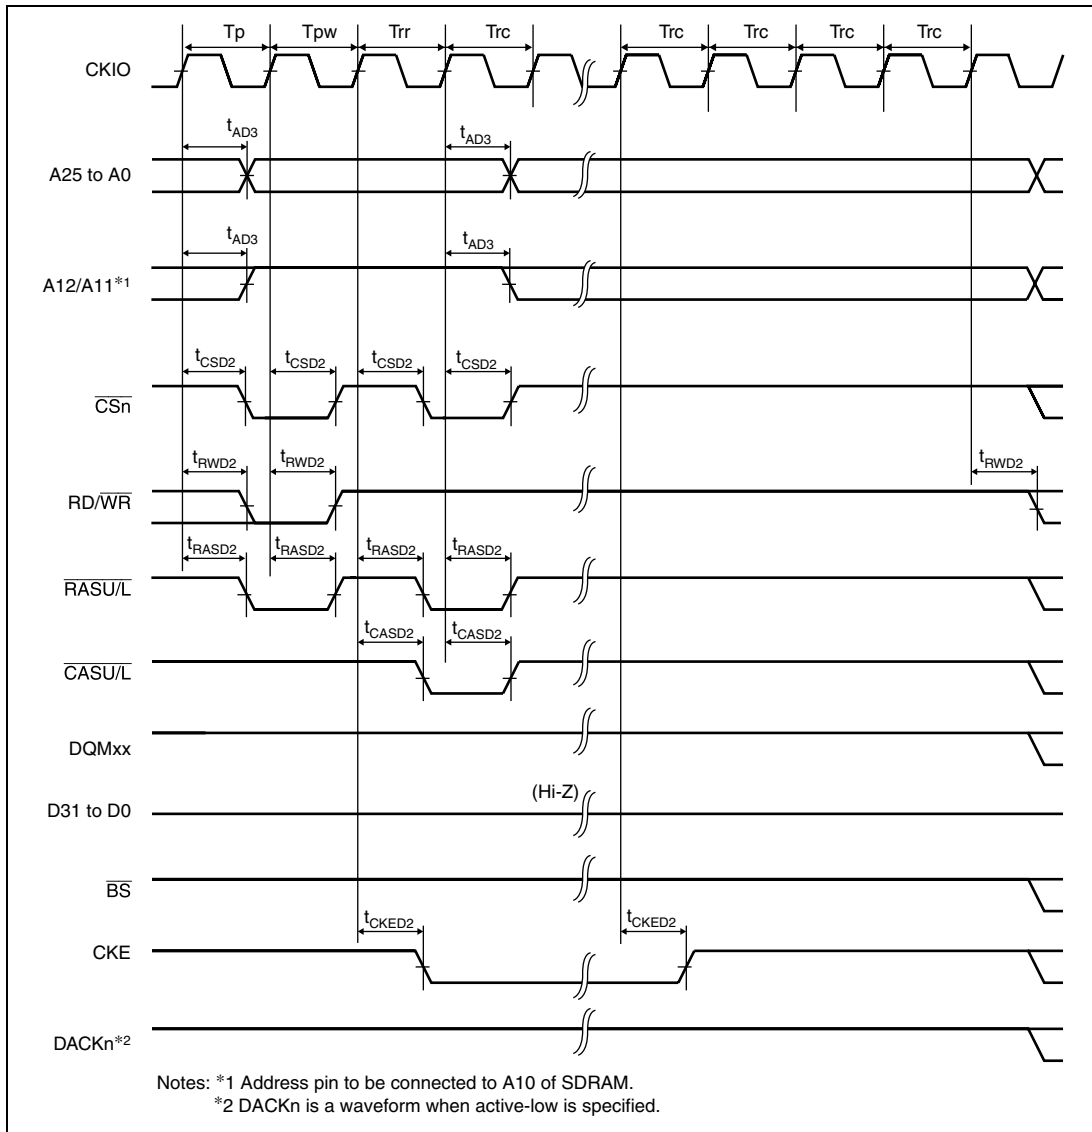 Tp Tpw Trr Trc Trc Trc Trc Trc
CKIO
tAD3 tAD3
A25 to A0
tAD3 tAD3
A12/A11*1
tCSD2 tCSD2 tCSD2 tCSD2
CSn
tRWD2 tRWD2 tRWD2
RD/WR
tRASD2 tRASD2 tRASD2 tRASD2
RASU/L
tCASD2 tCASD2
CASU/L
DQMxx
(Hi-Z)
D31 to D0
BS
tCKED2 tCKED2
CKE
DACKn*2
Notes: *1 Address pin to be connected to A10 of SDRAM.
*2 DACKn is a waveform when active-low is specified.